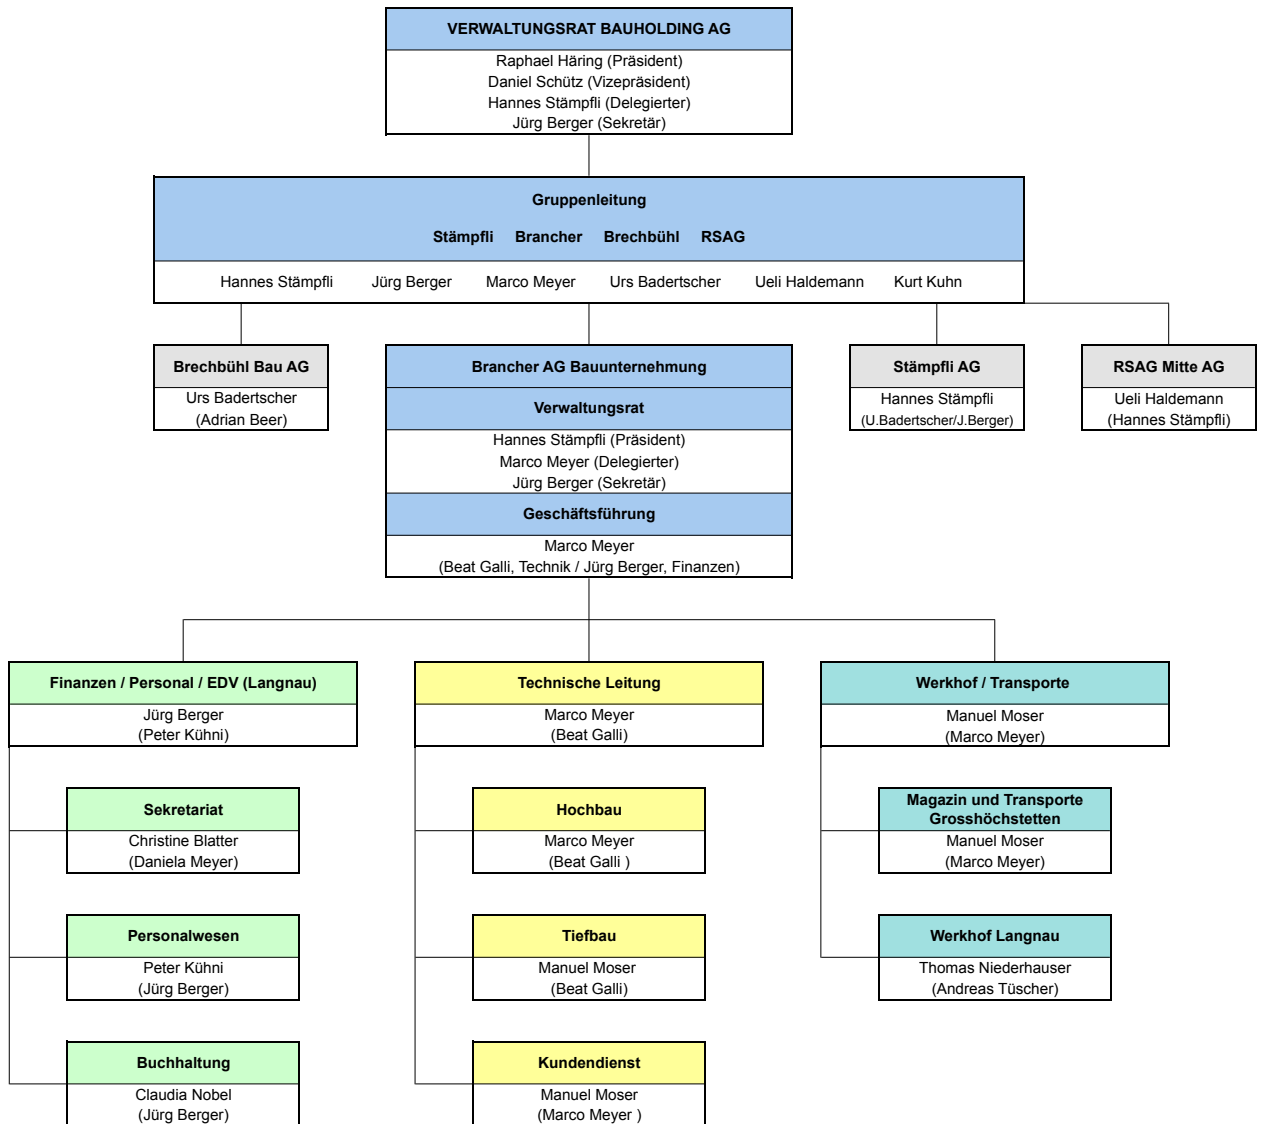 VERWALTUNGSRAT BAUHOLDING AG
Raphael Häring (Präsident)
Daniel Schütz (Vizepräsident)
Hannes Stämpfli (Delegierter)
Jürg Berger (Sekretär)
Gruppenleitung
Stämpfli Brancher Brechbühl RSAG
Hannes Stämpfli Jürg Berger Marco Meyer Urs Badertscher Ueli Haldemann Kurt Kuhn
Brechbühl Bau AG
Urs Badertscher
(Adrian Beer)
Brancher AG Bauunternehmung
Verwaltungsrat
Hannes Stämpfli (Präsident)
Marco Meyer (Delegierter)
Jürg Berger (Sekretär)
Geschäftsführung
Marco Meyer
(Beat Galli, Technik / Jürg Berger, Finanzen)
Stämpfli AG
Hannes Stämpfli
(U.Badertscher/J.Berger)
RSAG Mitte AG
Ueli Haldemann
(Hannes Stämpfli)
Finanzen / Personal / EDV (Langnau)
Jürg Berger
(Peter Kühni)
Sekretariat
Christine Blatter
(Daniela Meyer)
Personalwesen
Peter Kühni
(Jürg Berger)
Buchhaltung
Claudia Nobel
(Jürg Berger)
Technische Leitung
Marco Meyer
(Beat Galli)
Hochbau
Marco Meyer
(Beat Galli )
Tiefbau
Manuel Moser
(Beat Galli)
Kundendienst
Manuel Moser
(Marco Meyer )
Werkhof / Transporte
Manuel Moser
(Marco Meyer)
Magazin und Transporte
Grosshöchstetten
Manuel Moser
(Marco Meyer)
Werkhof Langnau
Thomas Niederhauser
(Andreas Tüscher)